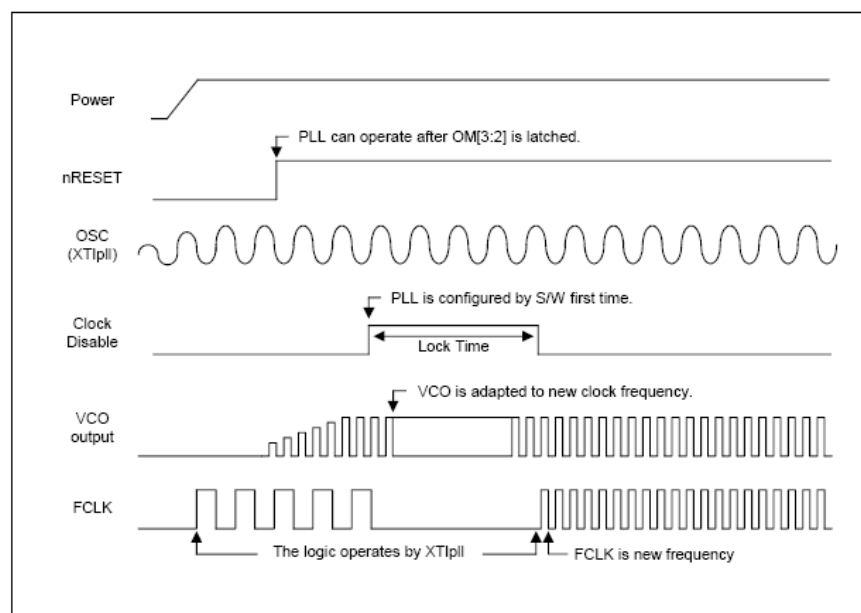 Power
PLL can operate after OM[3:2] is latched.
nRESET
OSC
(XTIpll)
PLL is configured by S/W first time.
Clock
Disable
Lock Time
VCO is adapted to new clock frequency.
VCO
output
FCLK
The logic operates by XTIpll
FCLK is new frequency